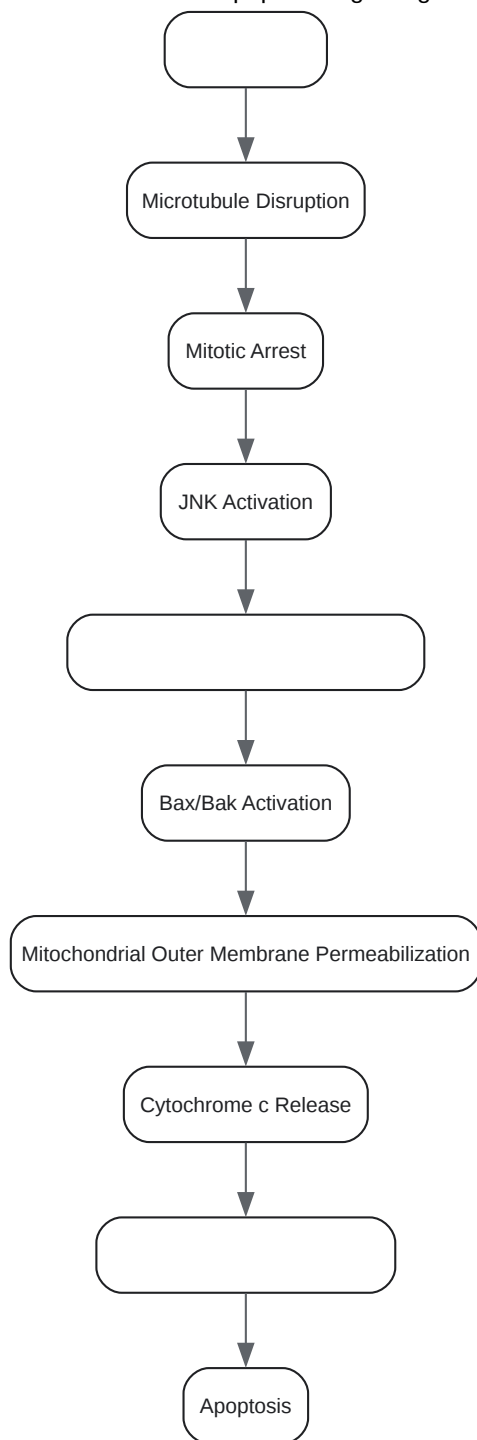 Microtubule Disruption
Mitotic Arrest
JNK Activation
Bax/Bak Activation
Mitochondrial Outer Membrane Permeabilization
Cytochrome c Release
Apoptosis